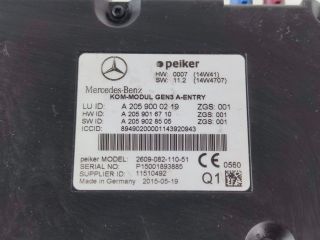 peiker
HW: 0007 (14W41)
SW: 11.2 (14W4707)
Mercedes-Benz
KOM-MODUL GEN3 A-ENTRY
LU ID: A 205 900 02 19 ZGS: 001
HW ID: A 205 901 67 10 ZGS: 001
SW ID: A 205 902 85 05 ZGS: 001
ICCID: 89490200001143920943
peiker MODEL: 2609-082-110-51
SERIAL: P15001893885
SUPPLIER ID: 11510492
Made in Germany 2015-05-19
CE 0560
Q1